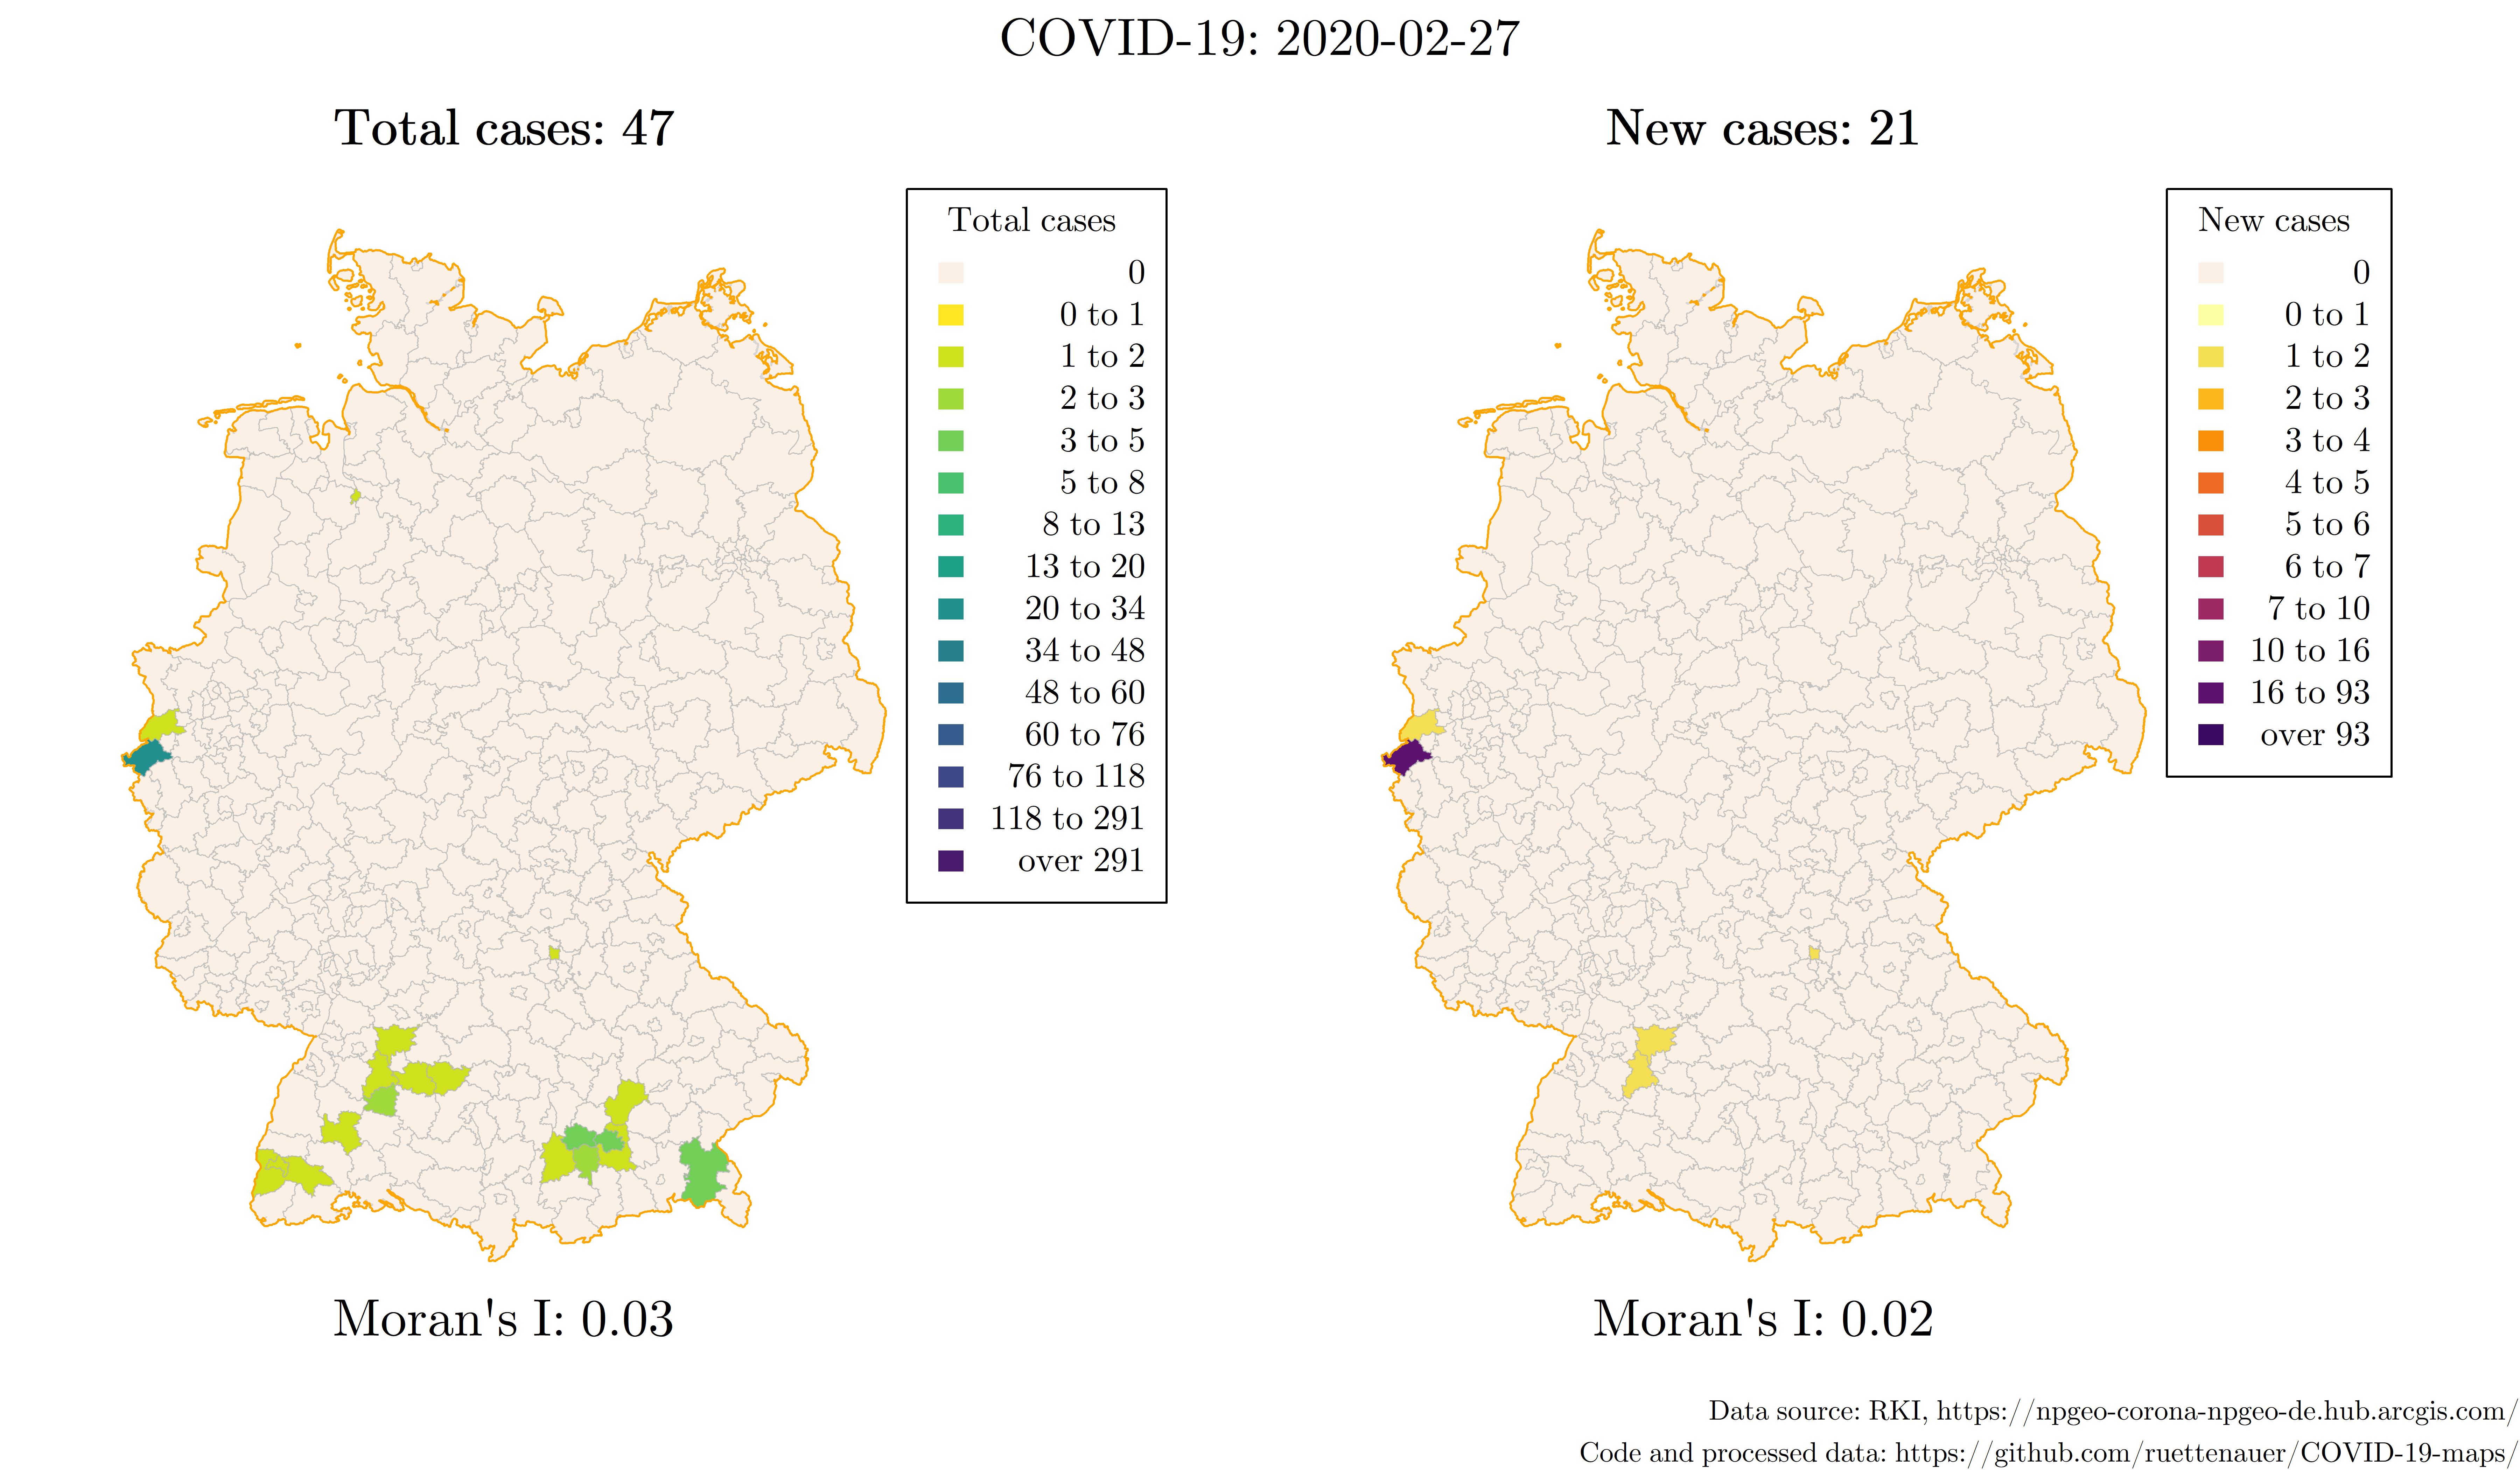 COVID-19: 2020-02-27
Total cases: 47
Total cases
0
0 to 1
1 to 2
2 to 3
3 to 5
5 to 8
8 to 13
13 to 20
20 to 34
34 to 48
48 to 60
60 to 76
76 to 118
118 to 291
over 291
Moran's I: 0.03
New cases: 21
New cases
0
0 to 1
1 to 2
2 to 3
3 to 4
4 to 5
5 to 6
6 to 7
7 to 10
10 to 16
16 to 93
over 93
Moran's I: 0.02
Data source: RKI, https://npgeo-corona-npgeo-de.hub.arcgis.com/
Code and processed data: https://github.com/ruettenauer/COVID-19-maps/